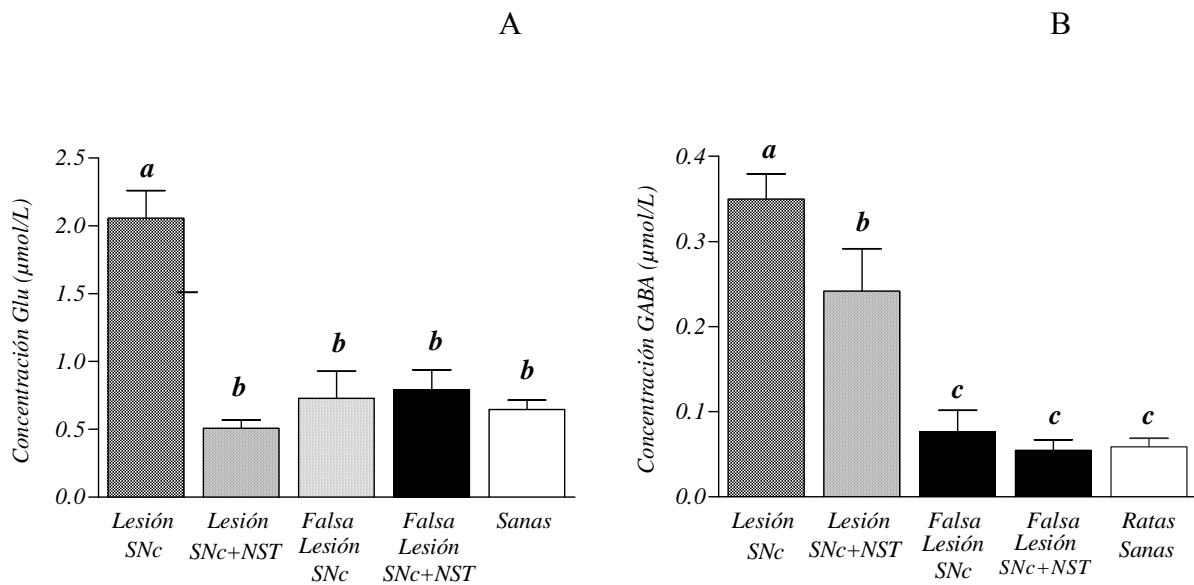 A
B
Concentración Glu (µmol/L)
2.5
2.0
1.5
1.0
0.5
0.0
a
b
b
b
b
Lesión
SNc
Lesión
SNc+NST
Falsa
Lesión
SNc
Falsa
Lesión
SNc+NST
Sanas
Concentración GABA (µmol/L)
0.4
0.3
0.2
0.1
0.0
a
b
c
c
c
Lesión
SNc
Lesión
SNc+NST
Falsa
Lesión
SNc
Falsa
Lesión
SNc+NST
Ratas
Sanas